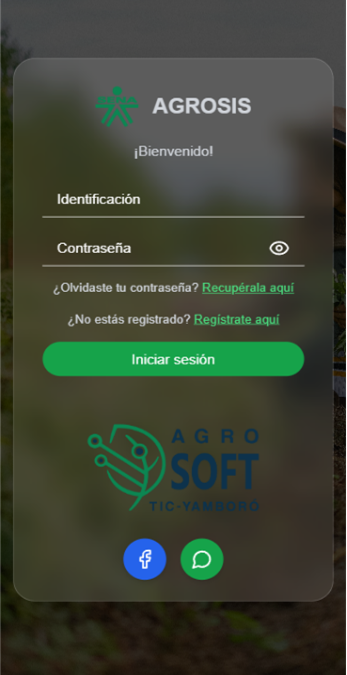 AGROSIS
¡Bienvenido!
Identificación
Contraseña
¿Olvidaste tu contraseña? Recupérala aquí
¿No estás registrado? Regístrate aquí
Iniciar sesión
AGRO
SOFT
TIC-YAMBORÓ